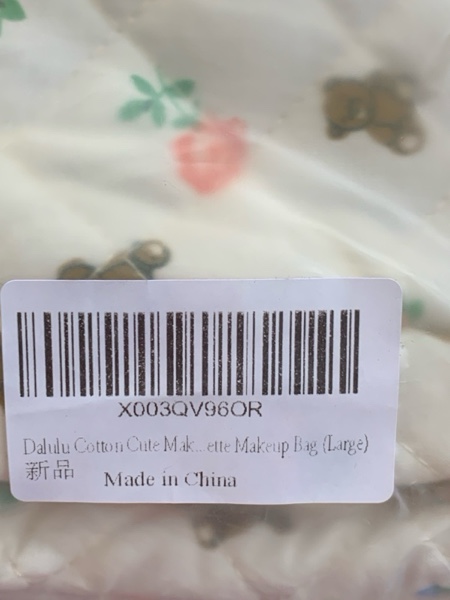 X003QV96OR
Dalulu Cotton Cute Mak...ette Makeup Bag (Large)
新品
Made in China